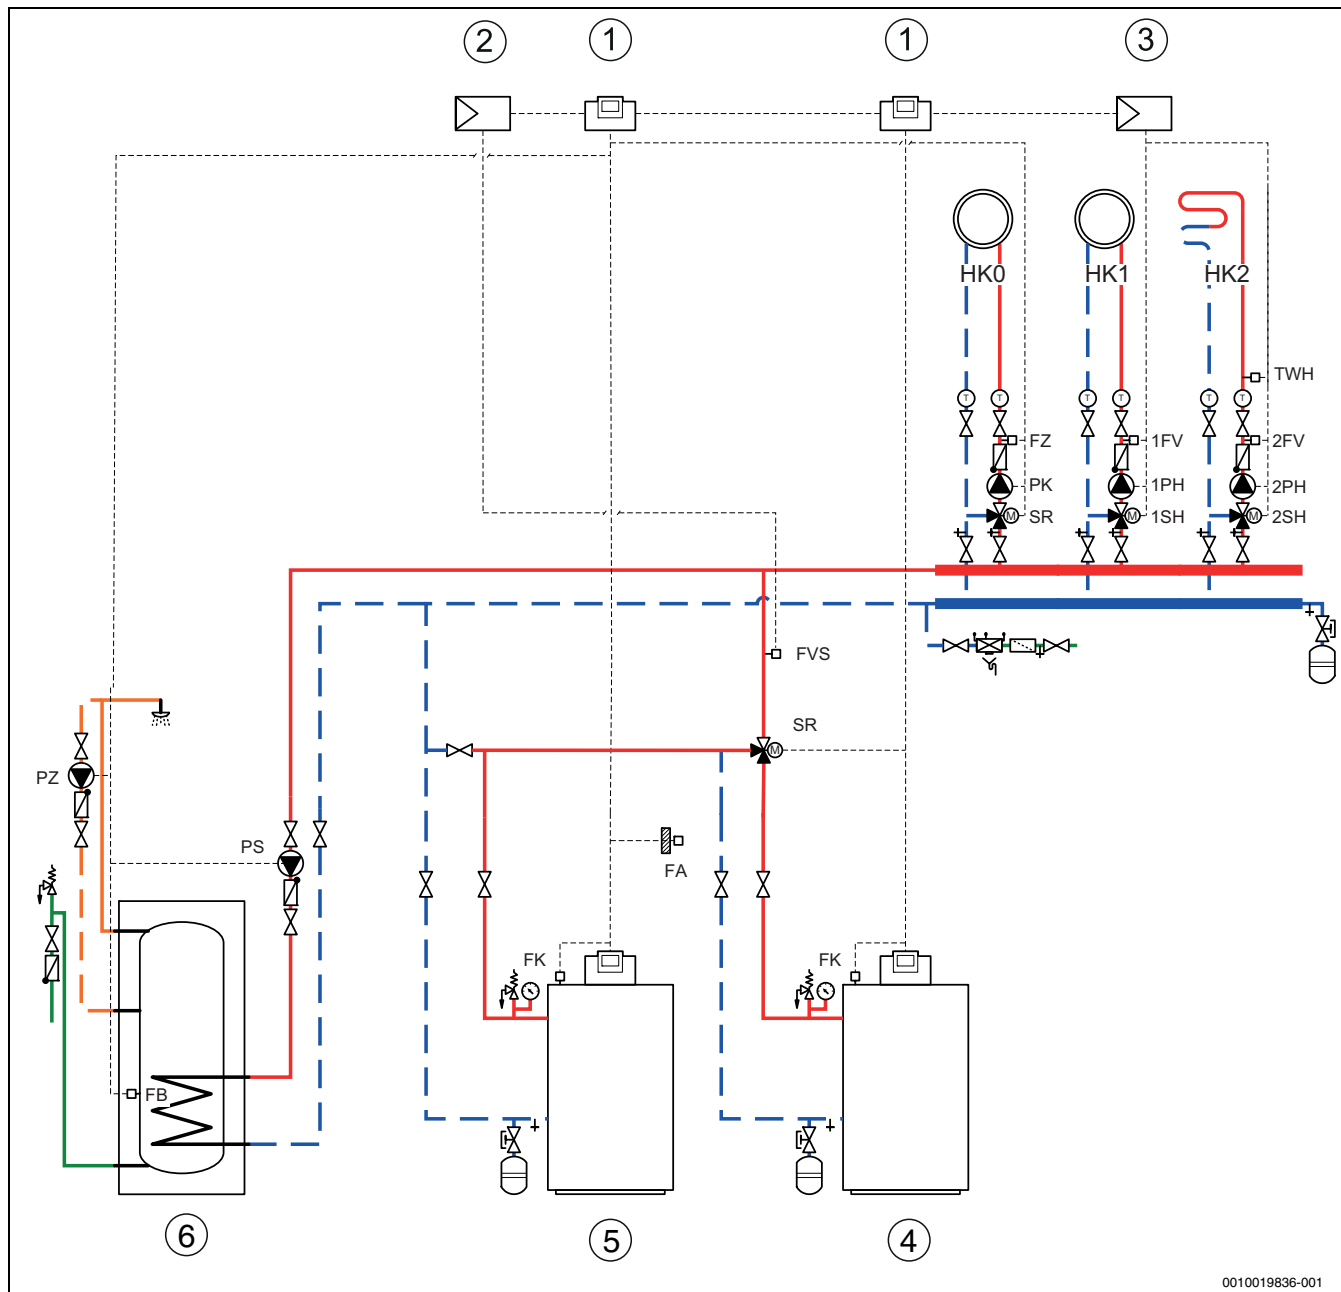 2 1 1 3
HK0 HK1 HK2
TWH
T T T T T T
FZ 1FV 2FV
PK 1PH 2PH
M SR M 1SH M 2SH
FVS
SR
M
PZ
PS
FA
FK FK
FB
6 5 4
0010019836-001